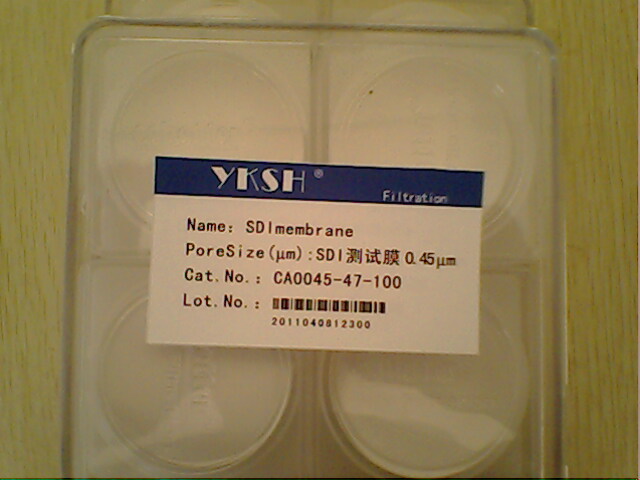 YKSH®
Filtration
Name: SDImembrane
PoreSize(μm):SDI测试膜0.45μm
Cat.No.: CA0045-47-100
Lot.No.:
2011040812300